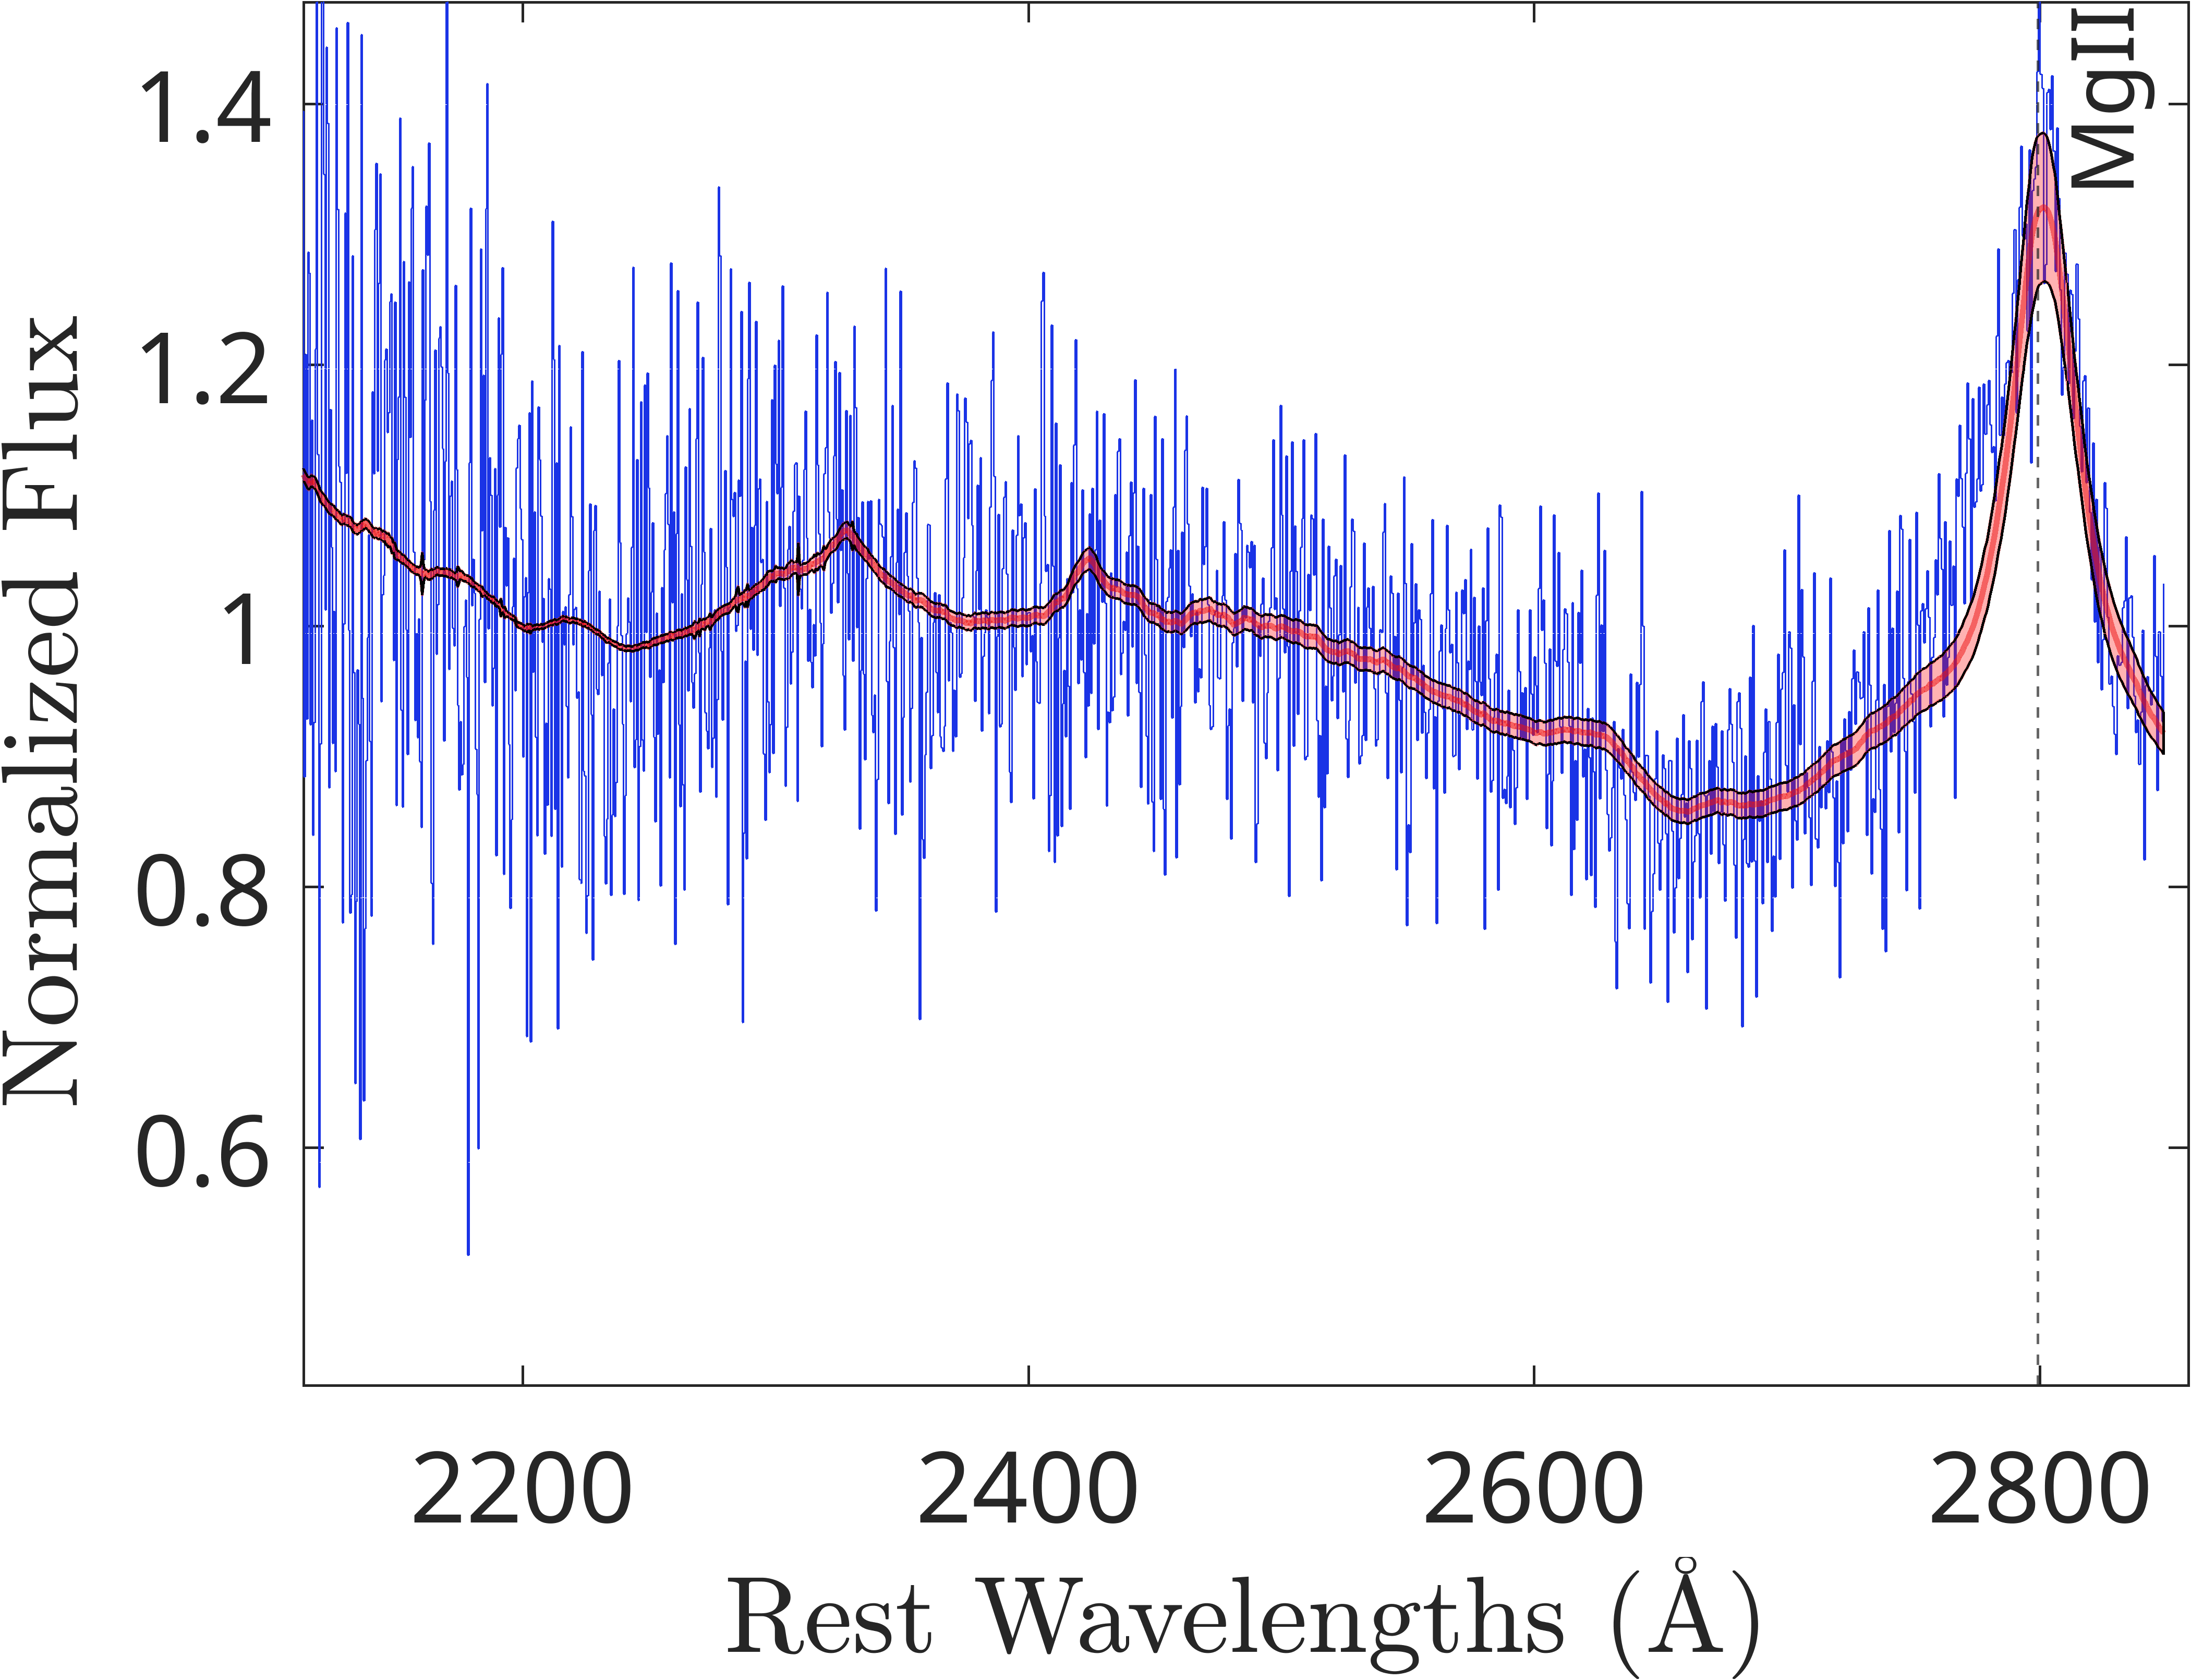 MgII
1.4
1.2
1
0.8
0.6
Normalized Flux
2200 2400 2600 2800
Rest Wavelengths (Å)